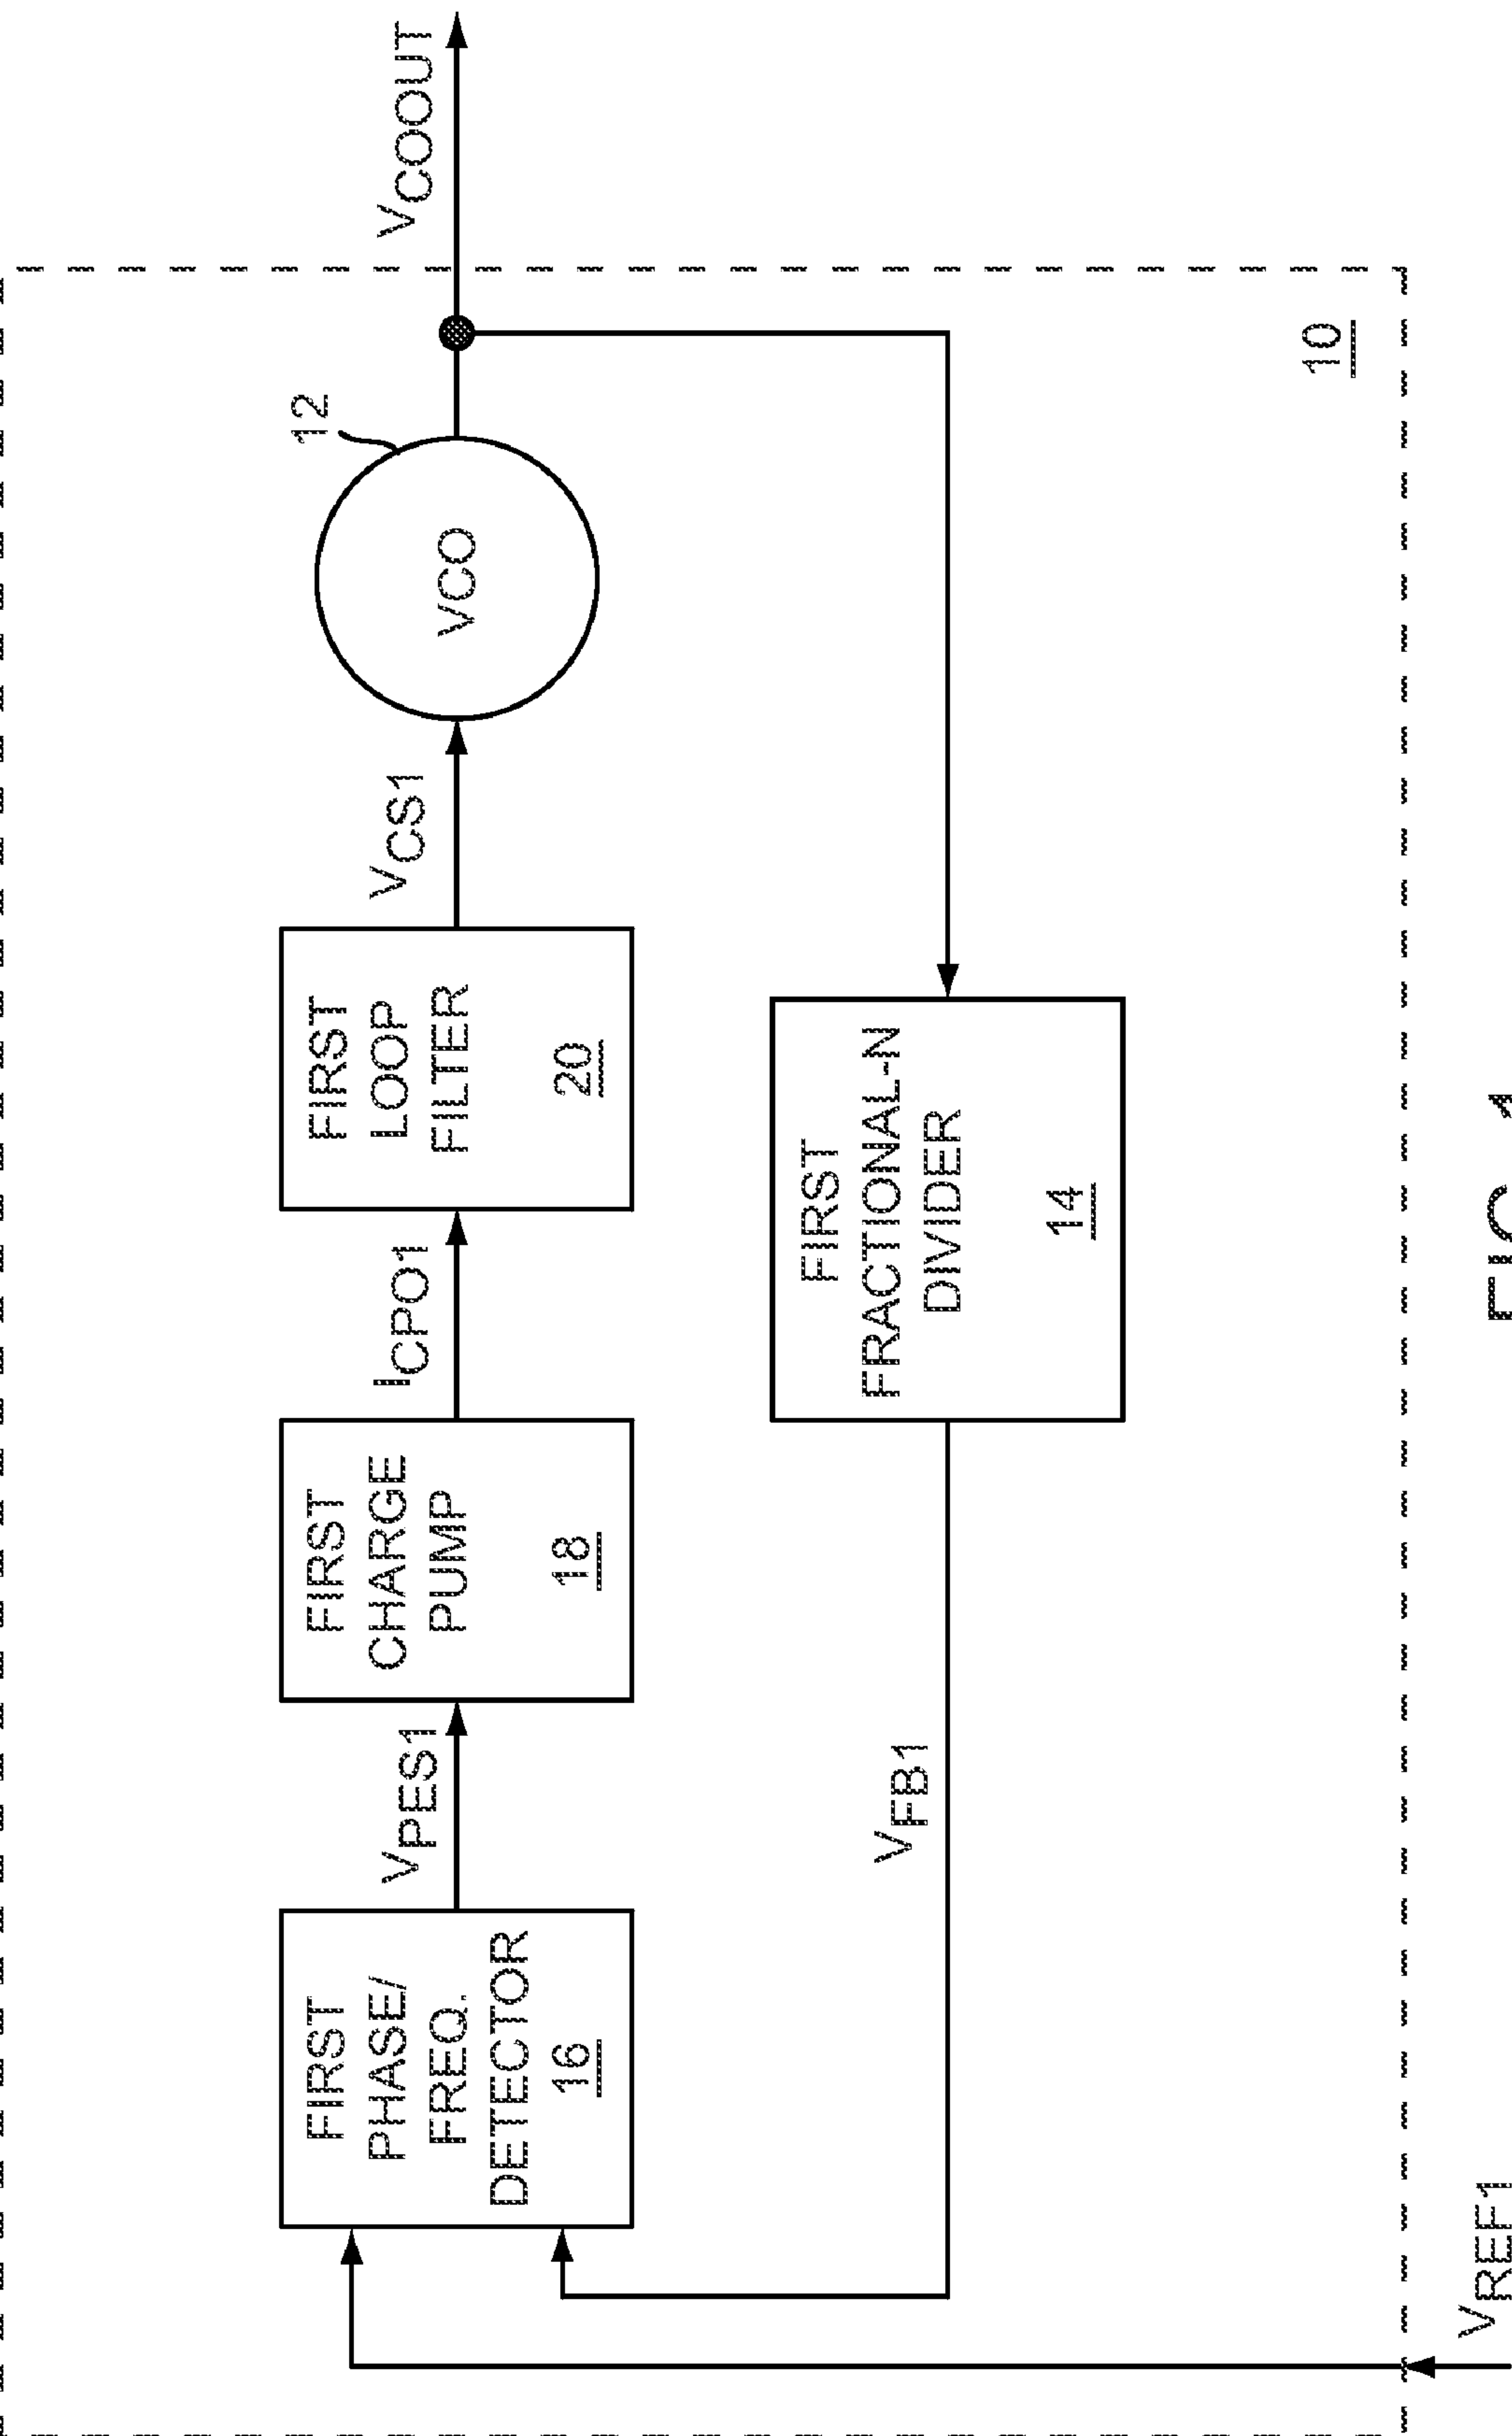 FIRST
PHASE/
FREQ.
DETECTOR
16
VPES1
FIRST
CHARGE
PUMP
18
ICPO1
FIRST
LOOP
FILTER
20
VCS1
VCO
12
VCOOUT
VFB1
FIRST
FRACTIONAL-N
DIVIDER
14
10
VREF1